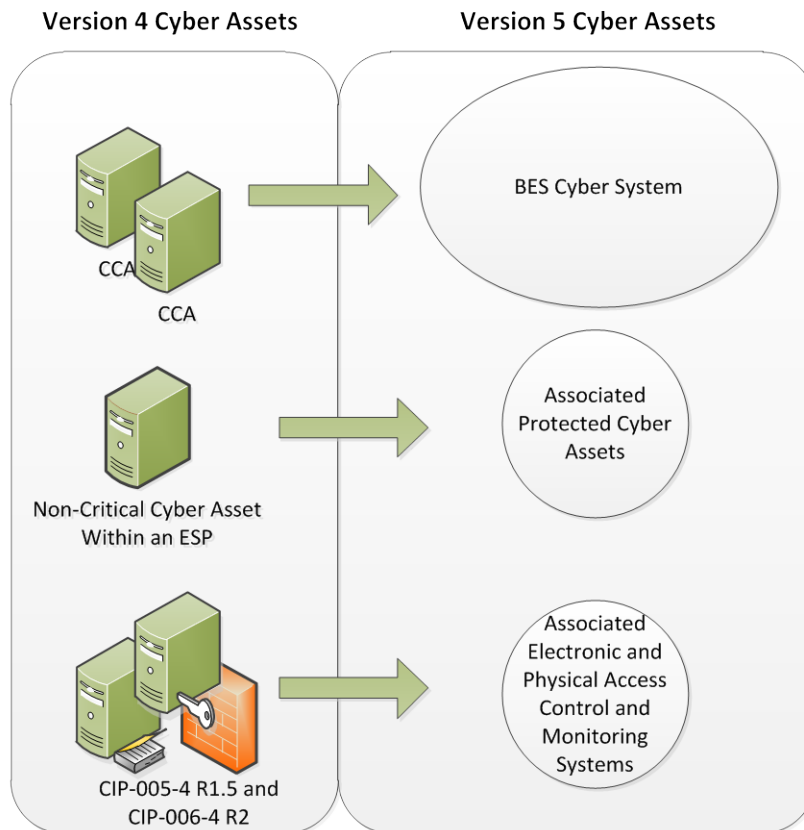 Version 4 Cyber Assets
Version 5 Cyber Assets
CCA
CCA
BES Cyber System
Non-Critical Cyber Asset
Within an ESP
Associated
Protected Cyber
Assets
CIP-005-4 R1.5 and
CIP-006-4 R2
Associated
Electronic and
Physical Access
Control and
Monitoring
Systems